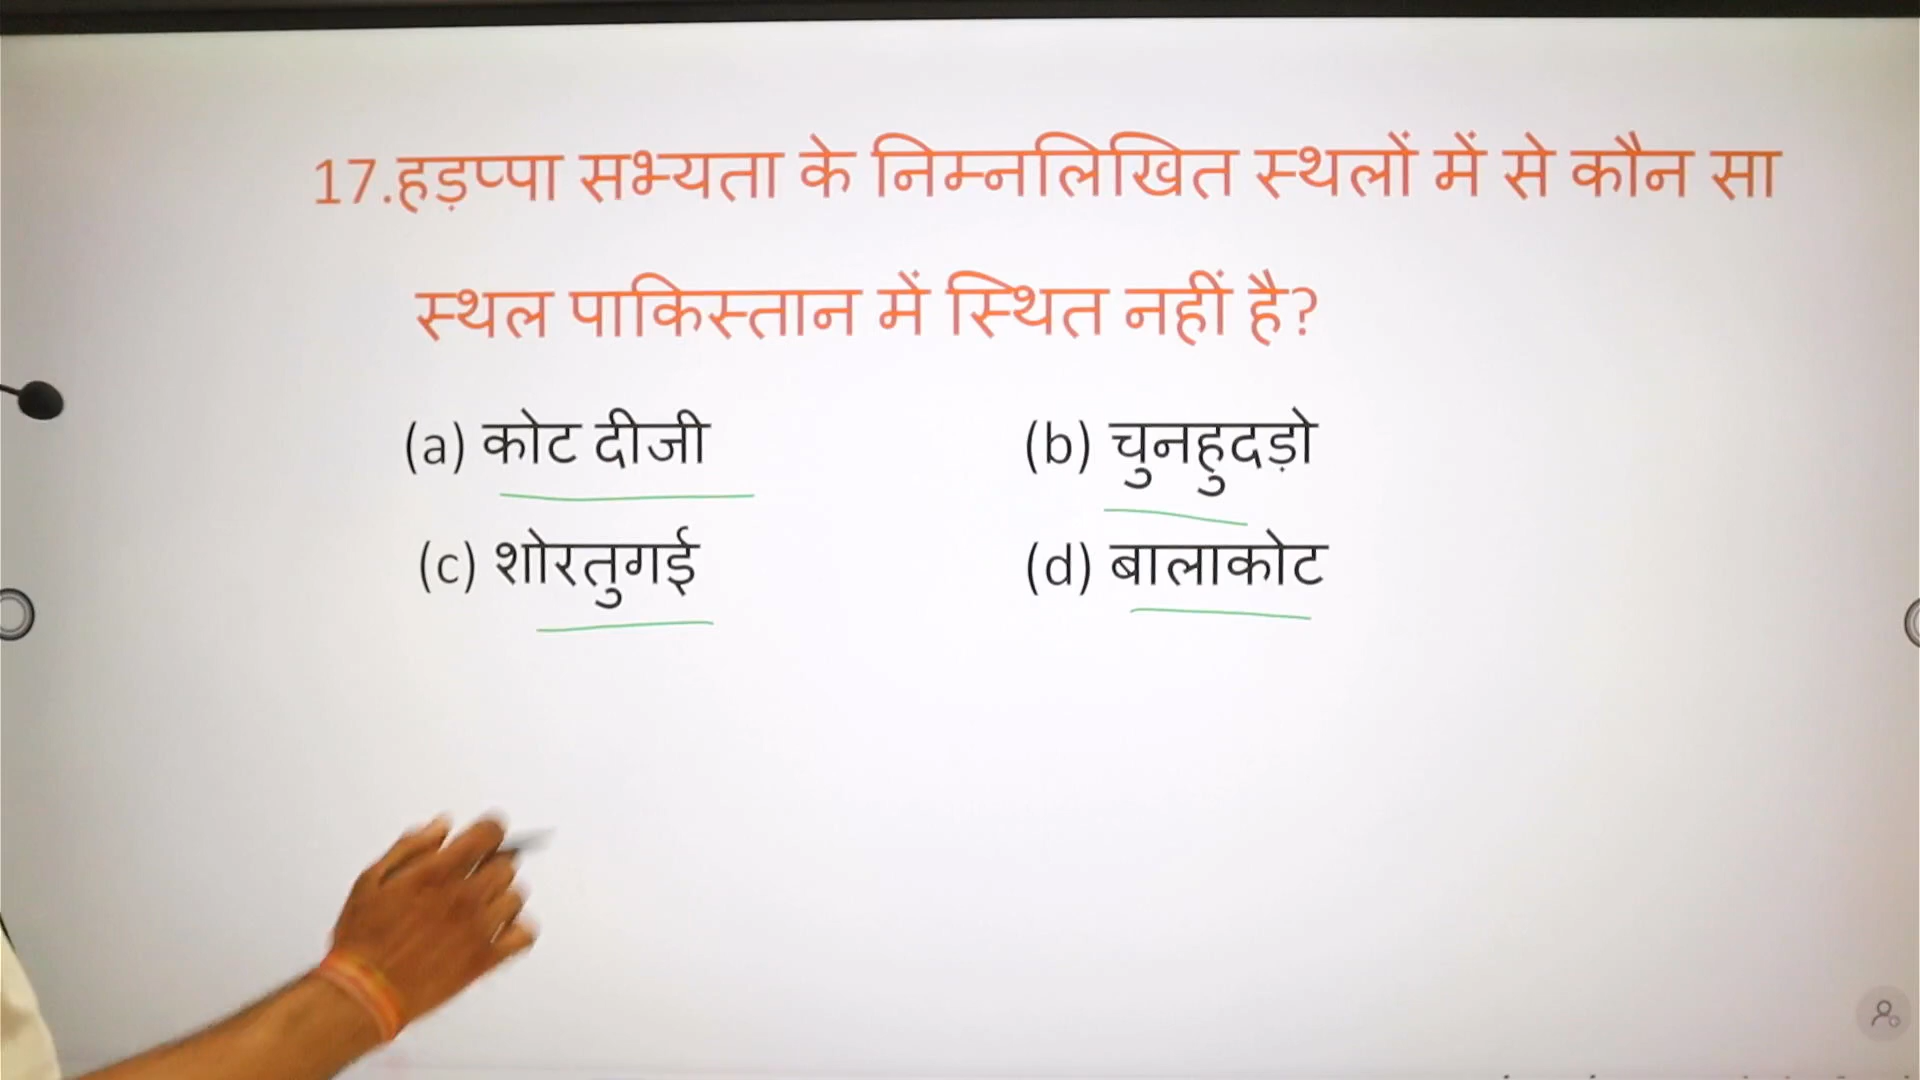 17.हड़प्पा सभ्यता के निम्नलिखित स्थलों में से कौन सा
स्थल पाकिस्तान में स्थित नहीं है?
(a) कोट दीजी (b) चुनहुदड़ो
(c) शोरतुगई (d) बालाकोट